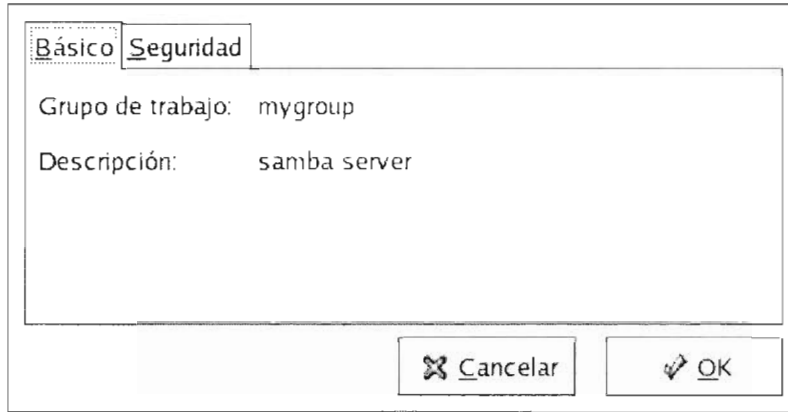 Básico Seguridad
Grupo de trabajo: mygroup
Descripción: samba server
Cancelar OK